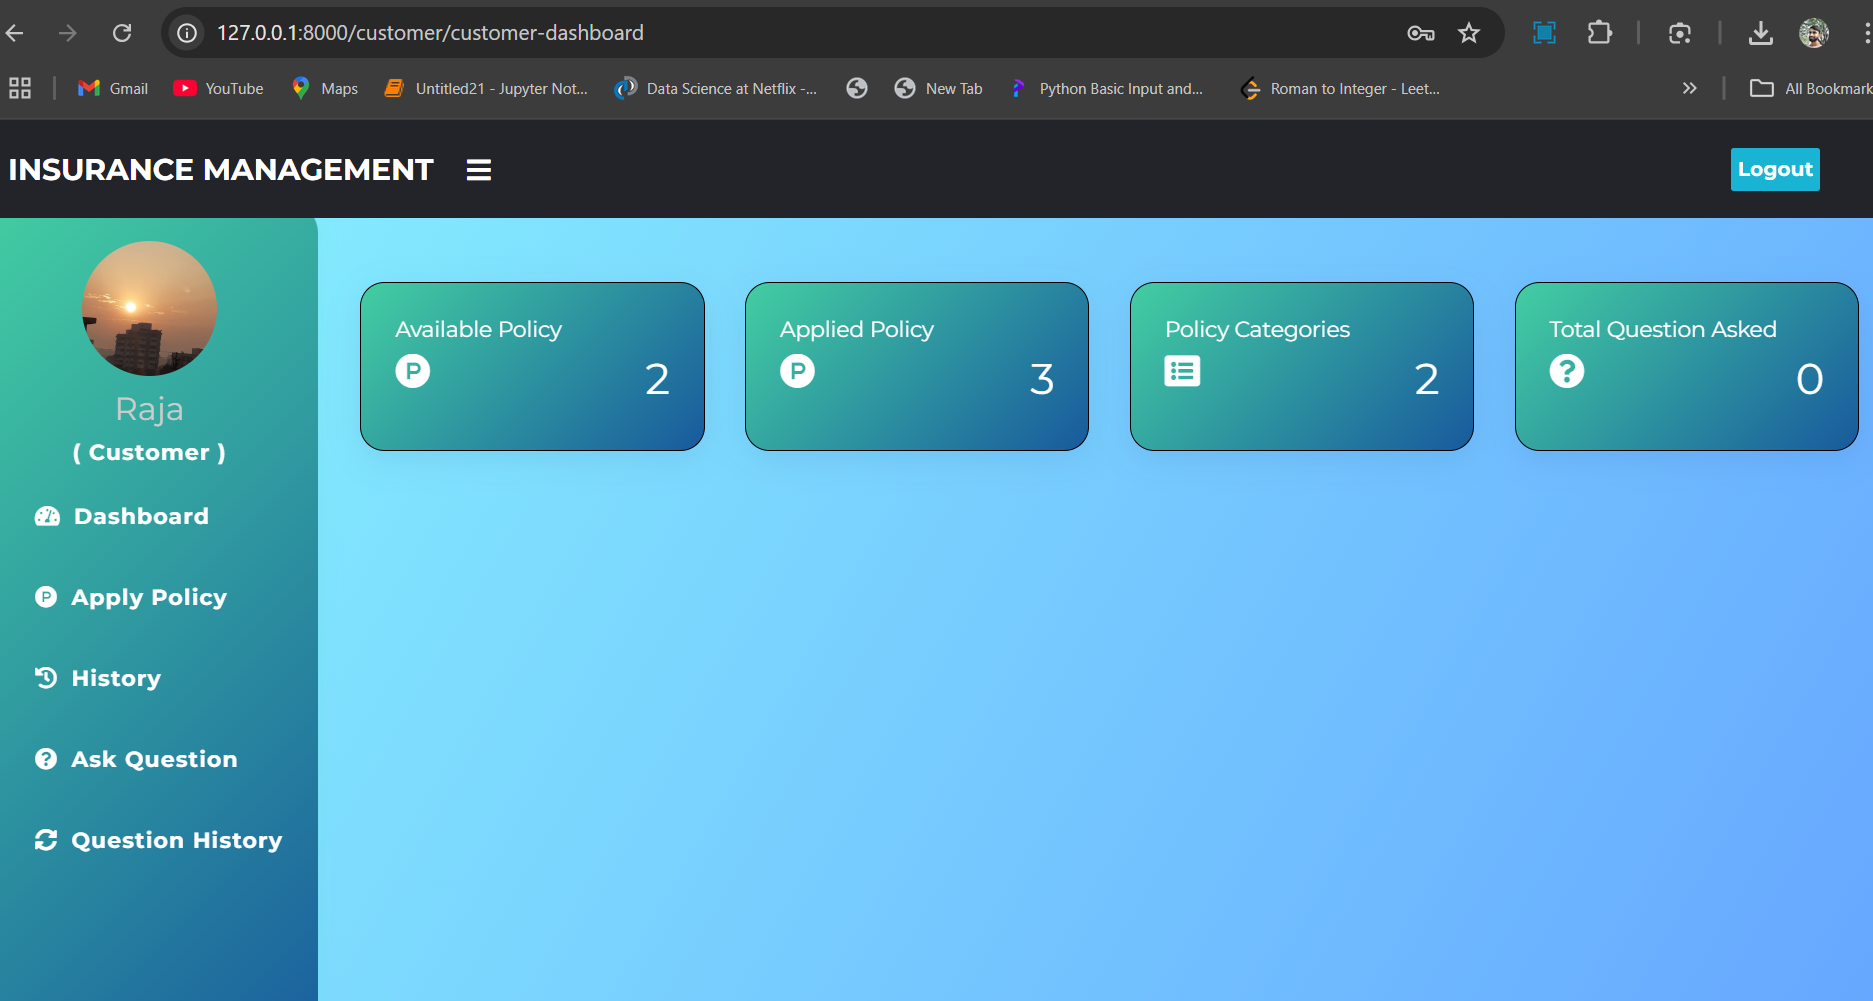 127.0.0.1:8000/customer/customer-dashboard
Gmail
YouTube
Maps
Untitled21 - Jupyter Not...
Data Science at Netflix -...
New Tab
Python Basic Input and...
Roman to Integer - Leet...
All Bookmark
INSURANCE MANAGEMENT
Logout
Raja
( Customer )
Dashboard
Apply Policy
History
Ask Question
Question History
Available Policy
P
2
Applied Policy
P
3
Policy Categories
2
Total Question Asked
?
0